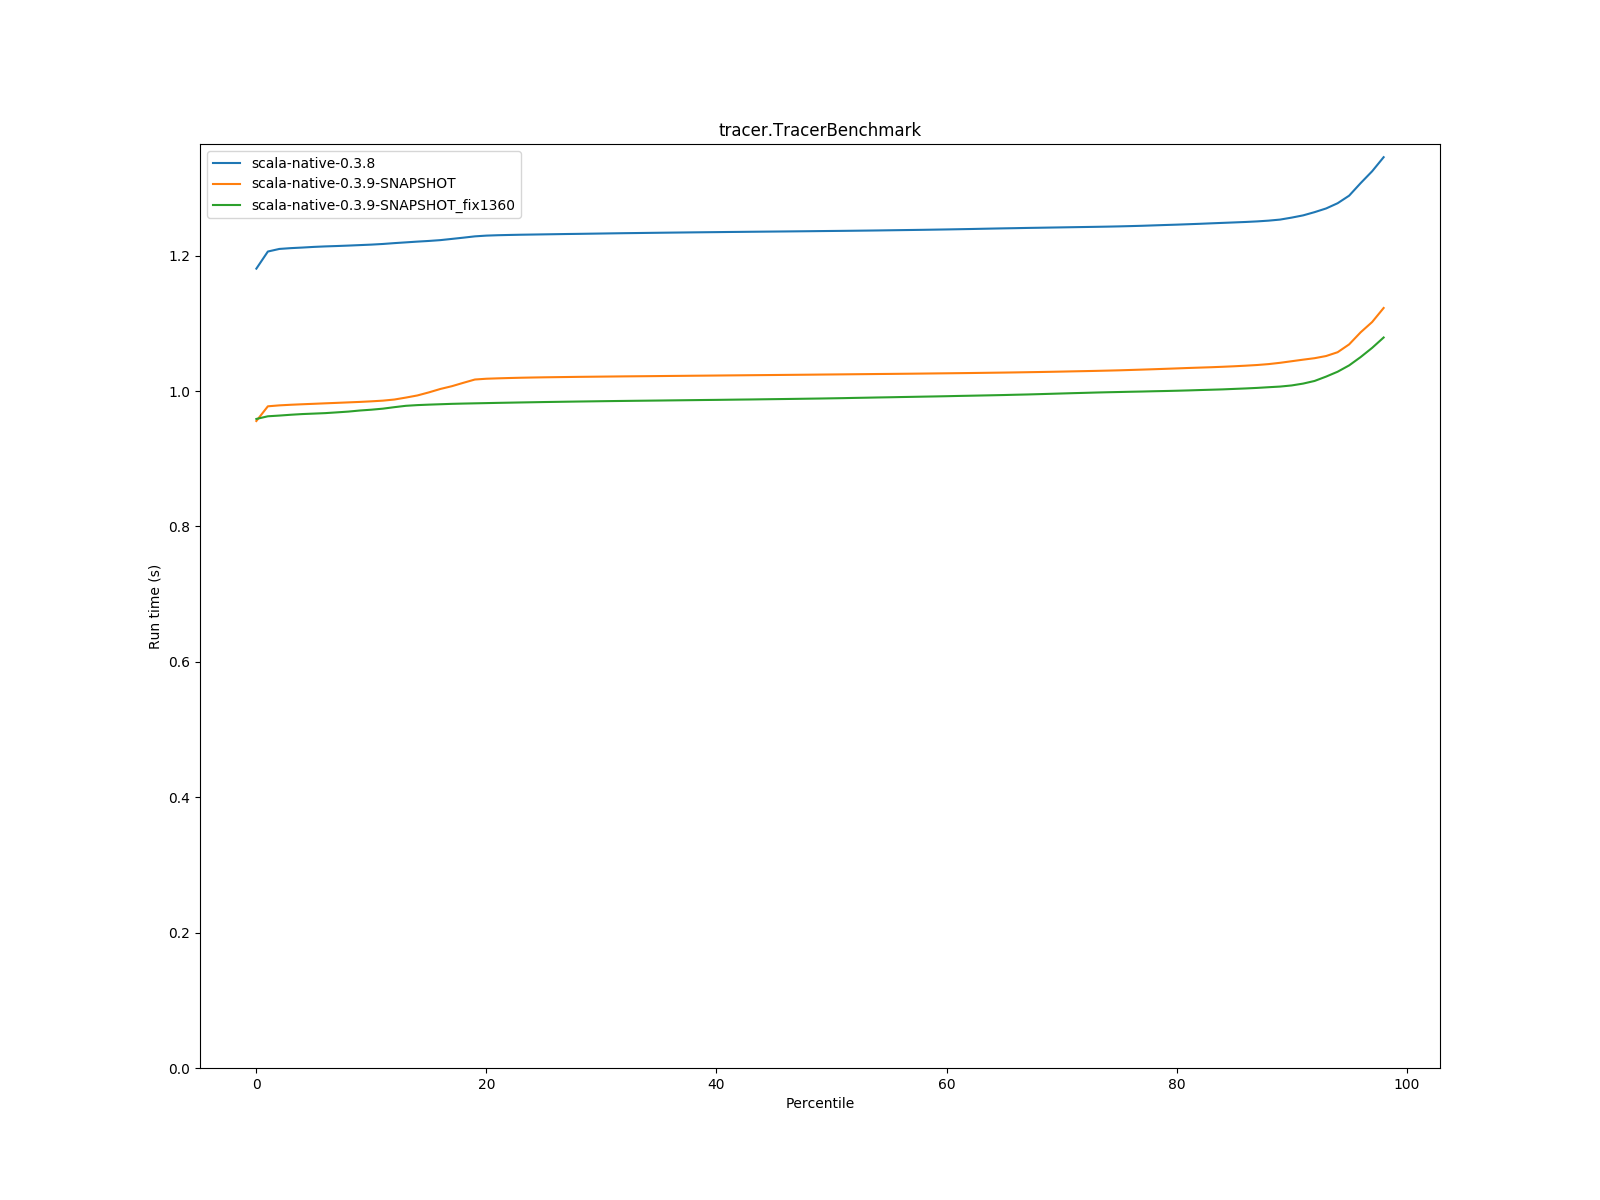 tracer.TracerBenchmark
scala-native-0.3.8
scala-native-0.3.9-SNAPSHOT
scala-native-0.3.9-SNAPSHOT_fix1360
1.2
1.0
0.8
0.6
0.4
0.2
0.0
Run time (s)
0 20 40 60 80 100
Percentile